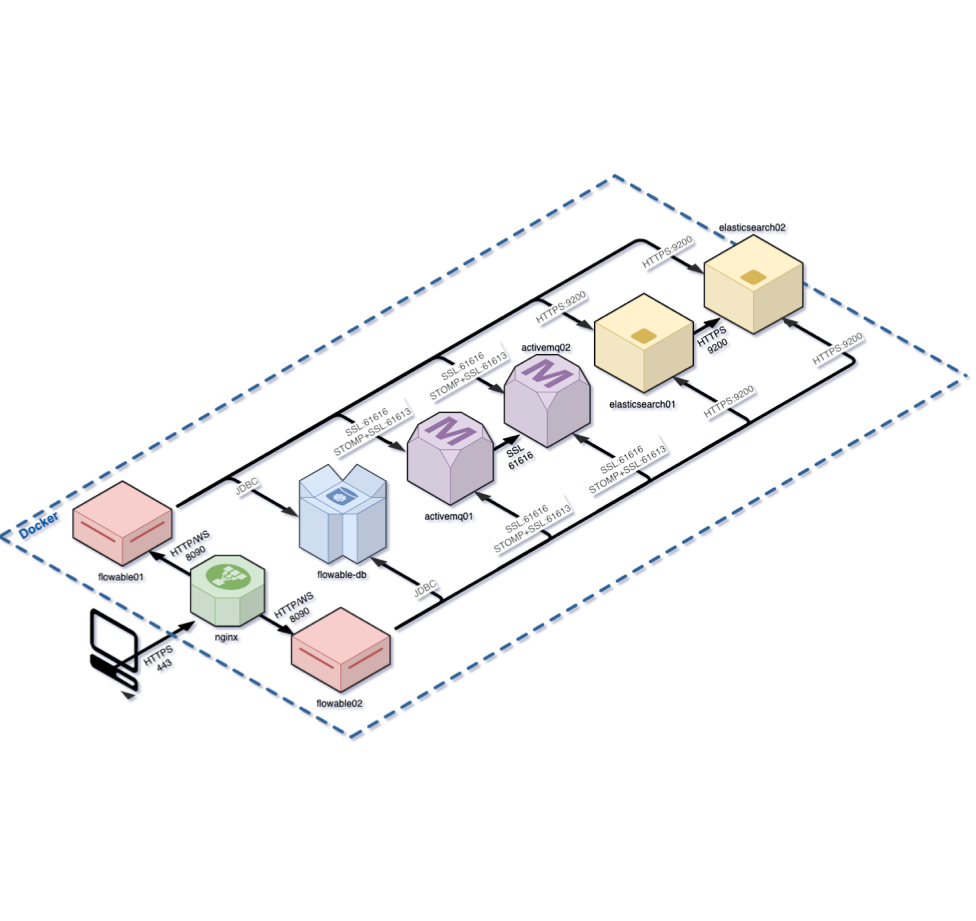 elasticsearch02
HTTPS:9200
HTTPS:9200
HTTPS
9200
HTTPS:9200
activemq02
SSL:61616
STOMP+SSL:61613
elasticsearch01
HTTPS:9200
SSL:61616
STOMP+SSL:61613
SSL
61616
SSL:61616
STOMP+SSL:61613
JDBC
activemq01
SSL:61616
STOMP+SSL:61613
Docker
HTTP/WS
8090
flowable01
flowable-db
JDBC
HTTP/WS
8090
nginx
HTTPS
443
flowable02